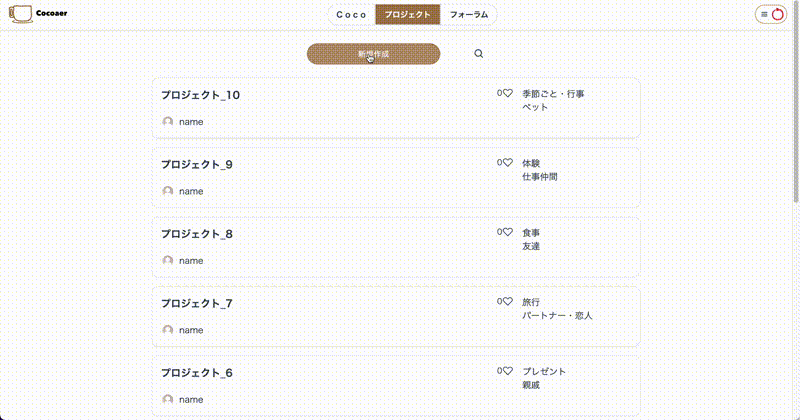 Cocoaer
Ｃｏｃｏ
プロジェクト
フォーラム
新規作成
プロジェクト_10
0
季節ごと・行事
ペット
name
プロジェクト_9
0
体験
仕事仲間
name
プロジェクト_8
0
食事
友達
name
プロジェクト_7
0
旅行
パートナー・恋人
name
プロジェクト_6
0
プレゼント
親戚
name